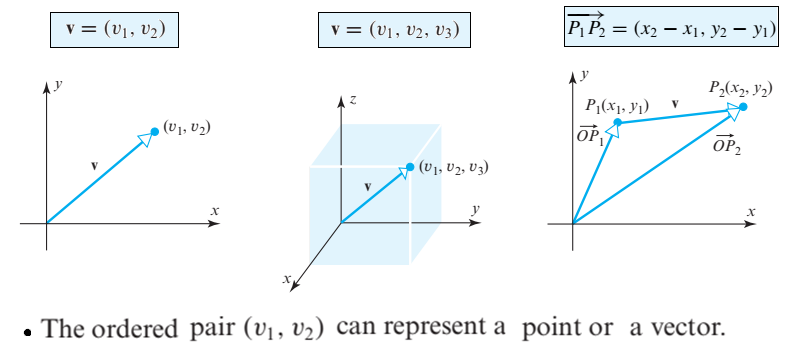 v = (v₁, v₂)
v = (v₁, v₂, v₃)
P₁P₂ = (x₂ − x₁, y₂ − y₁)
y
(v₁, v₂)
v
x
z
(v₁, v₂, v₃)
v
y
x
y
P₂(x₂, y₂)
P₁(x₁, y₁)
v
OP₁
OP₂
x
• The ordered pair (v₁, v₂) can represent a point or a vector.